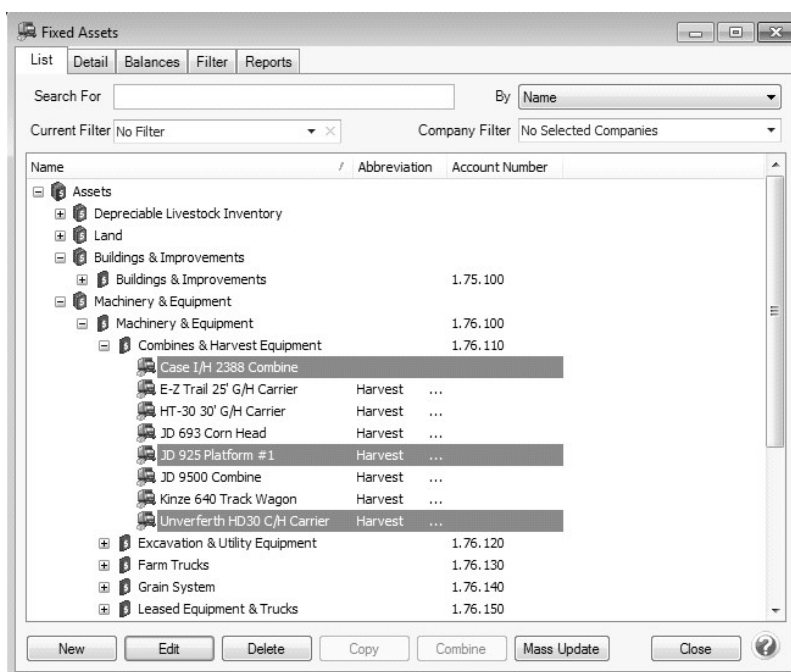 Fixed Assets
List Detail Balances Filter Reports
Search For By Name
Current Filter No Filter Company Filter No Selected Companies
Name / Abbreviation Account Number
Assets
Depreciable Livestock Inventory
Land
Buildings & Improvements
Buildings & Improvements 1.75.100
Machinery & Equipment
Machinery & Equipment 1.76.100
Combines & Harvest Equipment 1.76.110
Case I/H 2388 Combine
E-Z Trail 25' G/H Carrier Harvest ...
HT-30 30' G/H Carrier Harvest ...
JD 693 Corn Head Harvest ...
JD 925 Platform #1 Harvest ...
JD 9500 Combine Harvest ...
Kinze 640 Track Wagon Harvest ...
Unverferth HD30 C/H Carrier Harvest ...
Excavation & Utility Equipment 1.76.120
Farm Trucks 1.76.130
Grain System 1.76.140
Leased Equipment & Trucks 1.76.150
New Edit Delete Copy Combine Mass Update Close ?